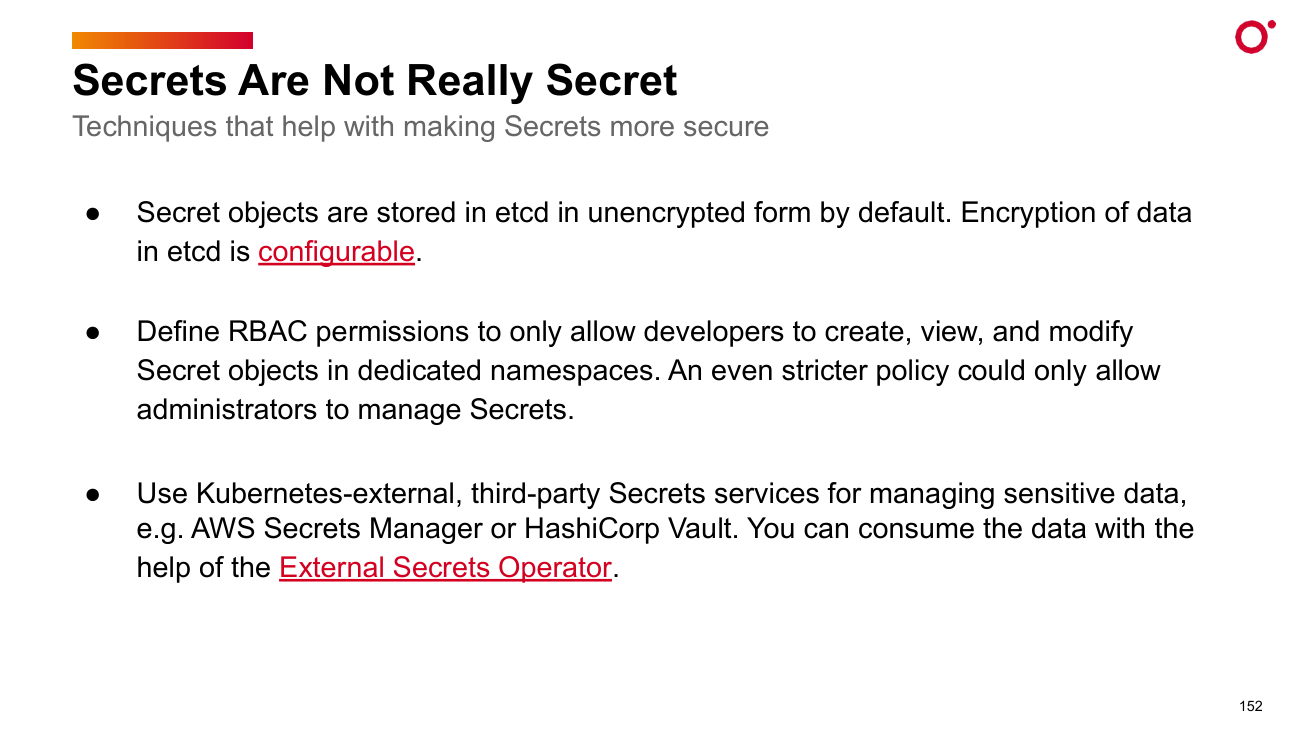 Secrets Are Not Really Secret
Techniques that help with making Secrets more secure
● Secret objects are stored in etcd in unencrypted form by default. Encryption of data
in etcd is configurable.
● Define RBAC permissions to only allow developers to create, view, and modify
Secret objects in dedicated namespaces. An even stricter policy could only allow
administrators to manage Secrets.
● Use Kubernetes-external, third-party Secrets services for managing sensitive data,
e.g. AWS Secrets Manager or HashiCorp Vault. You can consume the data with the
help of the External Secrets Operator.
152